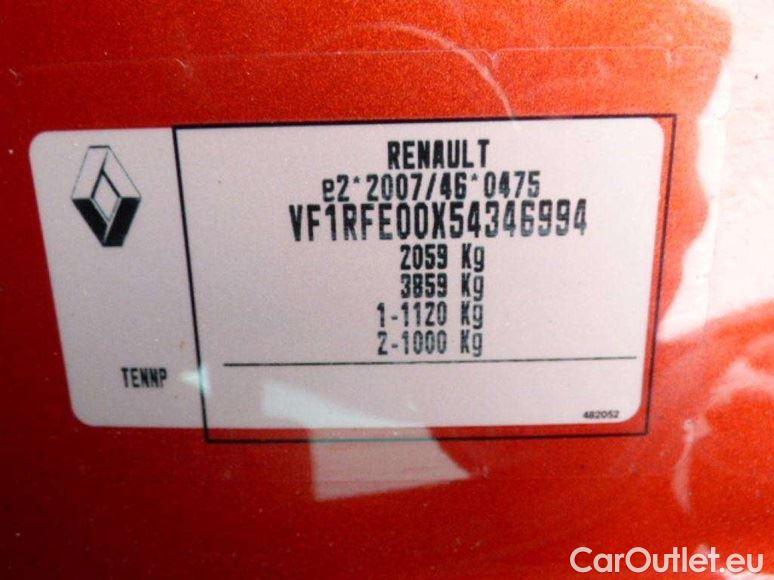 RENAULT
e2*2007/46*0475
VF1RFE00X54346994
2059 Kg
3859 Kg
1-1120 Kg
2-1000 Kg
TENNP
482052
CarOutlet.eu